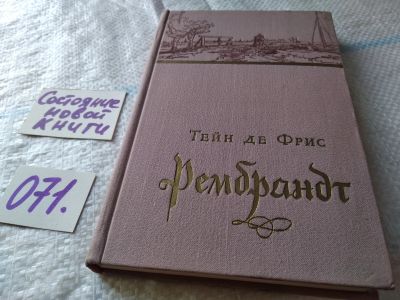 Состояние
новой
книги
071.
Тейн де Фрис
Рембрандт